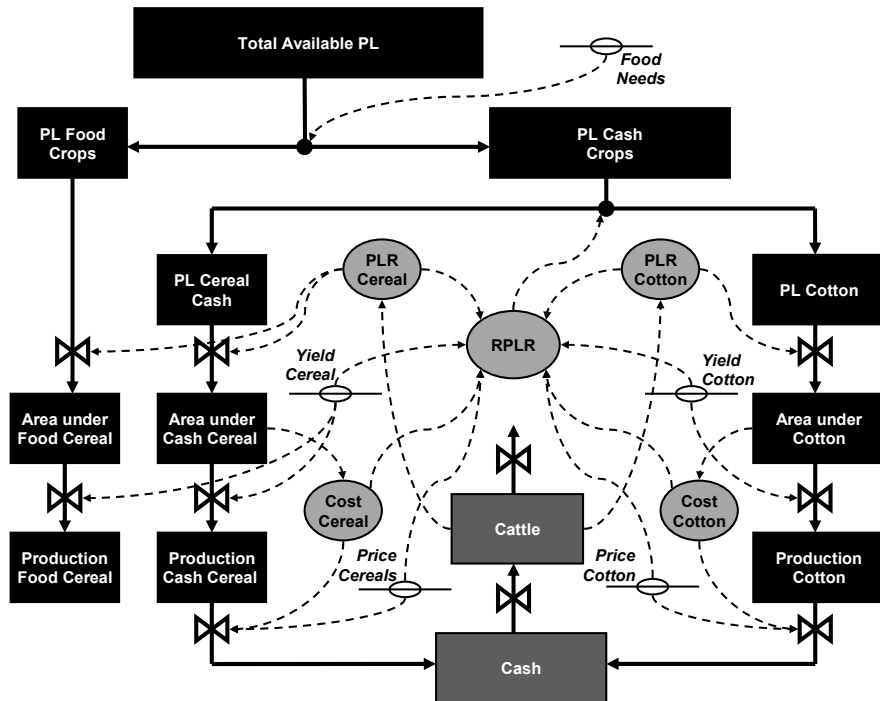 Total Available PL
Food
Needs
PL Food
Crops
PL Cash
Crops
PL Cereal
Cash
PLR
Cereal
PLR
Cotton
PL Cotton
RPLR
Yield
Cereal
Yield
Cotton
Area under
Food Cereal
Area under
Cash Cereal
Area under
Cotton
Cost
Cereal
Cattle
Cost
Cotton
Production
Food Cereal
Production
Cash Cereal
Price
Cereals
Price
Cotton
Production
Cotton
Cash